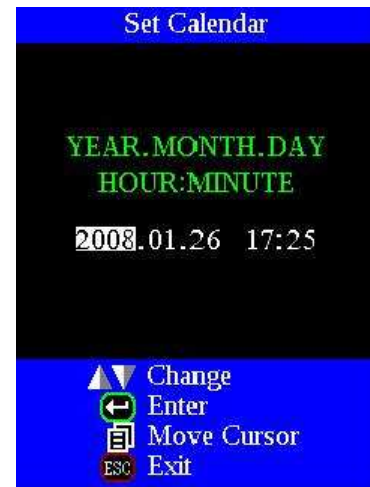 Set Calendar
YEAR.MONTH.DAY
HOUR:MINUTE
2008.01.26 17:25
Change
Enter
Move Cursor
ESC Exit